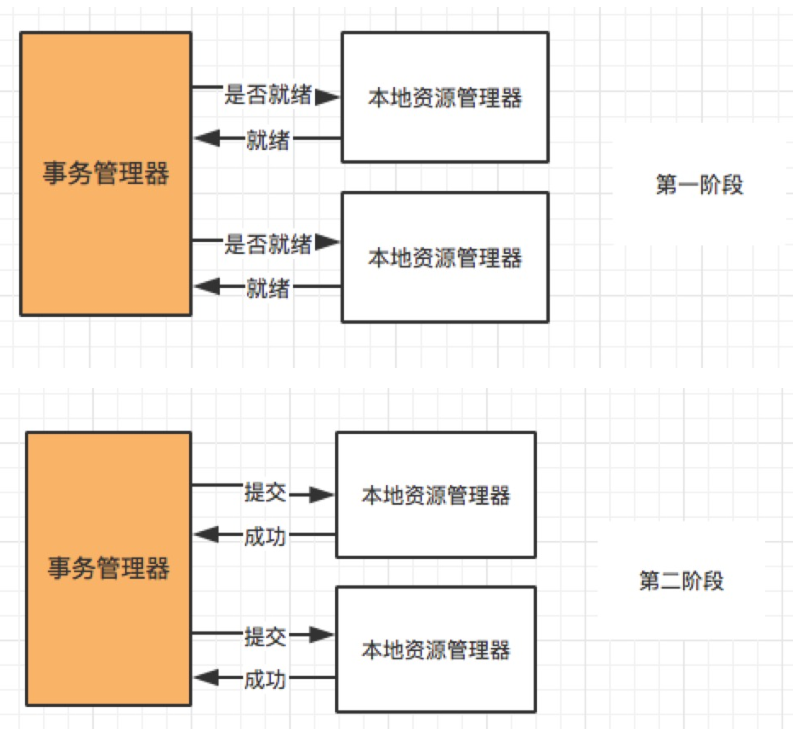 事务管理器
是否就绪
就绪
本地资源管理器
是否就绪
就绪
本地资源管理器
第一阶段
事务管理器
提交
成功
本地资源管理器
提交
成功
本地资源管理器
第二阶段